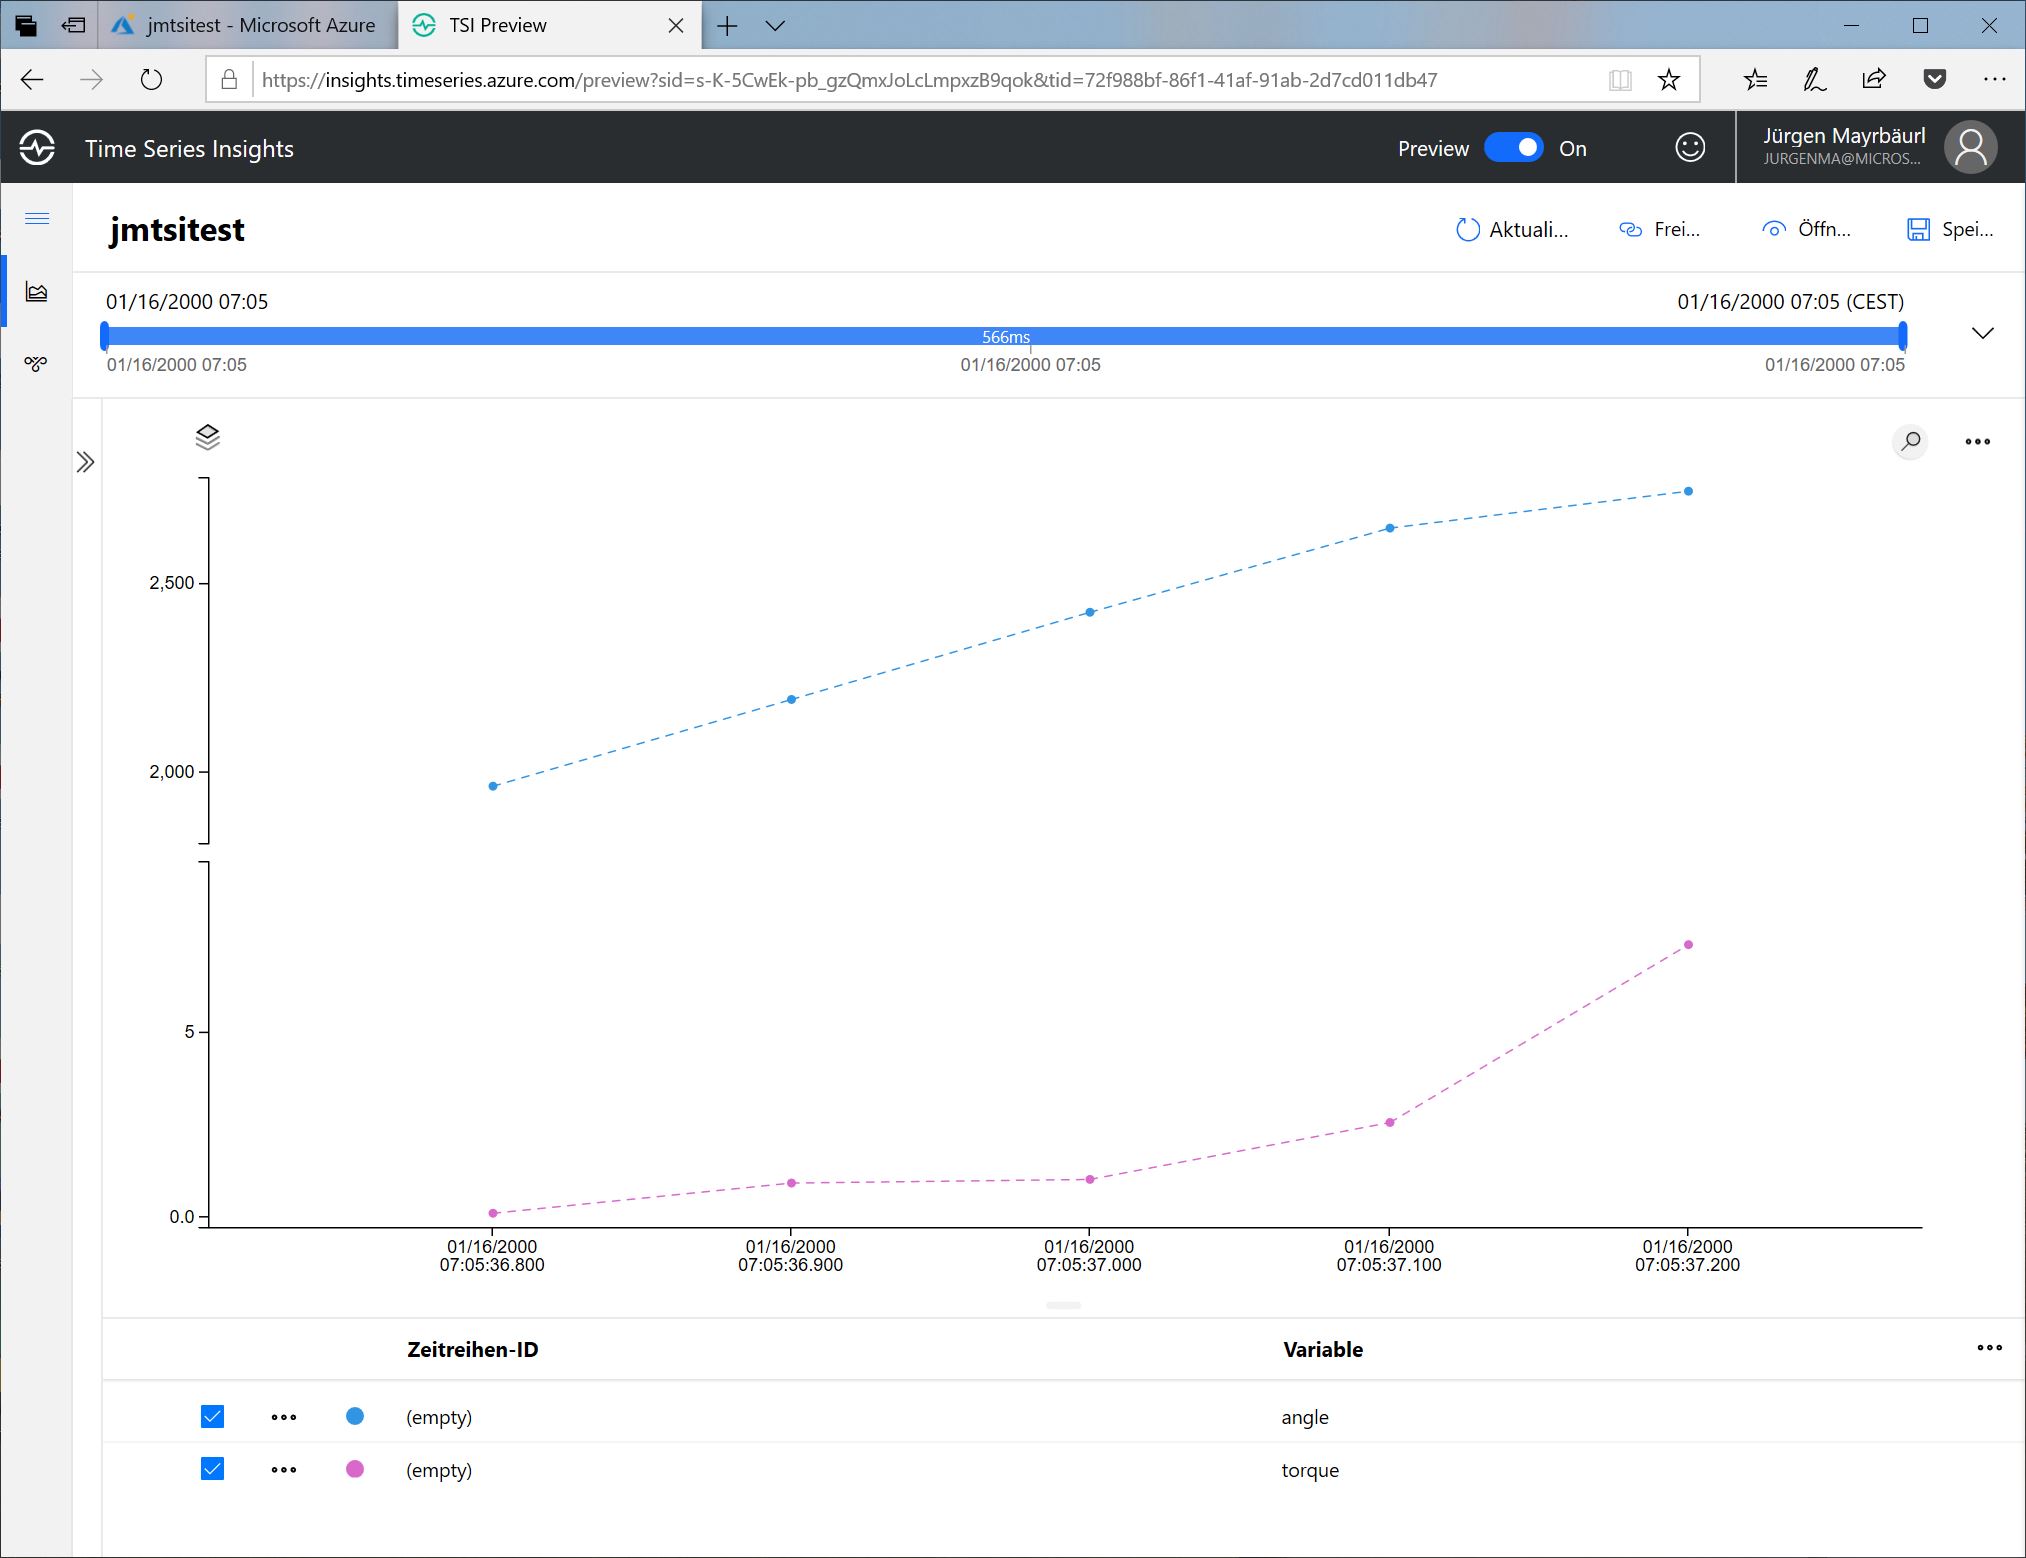 jmtsitest - Microsoft Azure
TSI Preview
https://insights.timeseries.azure.com/preview?sid=s-K-5CwEk-pb_gzQmxJoLcLmpxzB9qok&tid=72f988bf-86f1-41af-91ab-2d7cd011db47
Time Series Insights
Preview
On
Jürgen Mayrbäurl
JURGENMA@MICROS...
jmtsitest
Aktuali...
Frei...
Öffn...
Spei...
01/16/2000 07:05
01/16/2000 07:05 (CEST)
566ms
01/16/2000 07:05
01/16/2000 07:05
01/16/2000 07:05
2,500
2,000
5
0.0
01/16/2000
07:05:36.800
01/16/2000
07:05:36.900
01/16/2000
07:05:37.000
01/16/2000
07:05:37.100
01/16/2000
07:05:37.200
Zeitreihen-ID
Variable
(empty)
angle
(empty)
torque